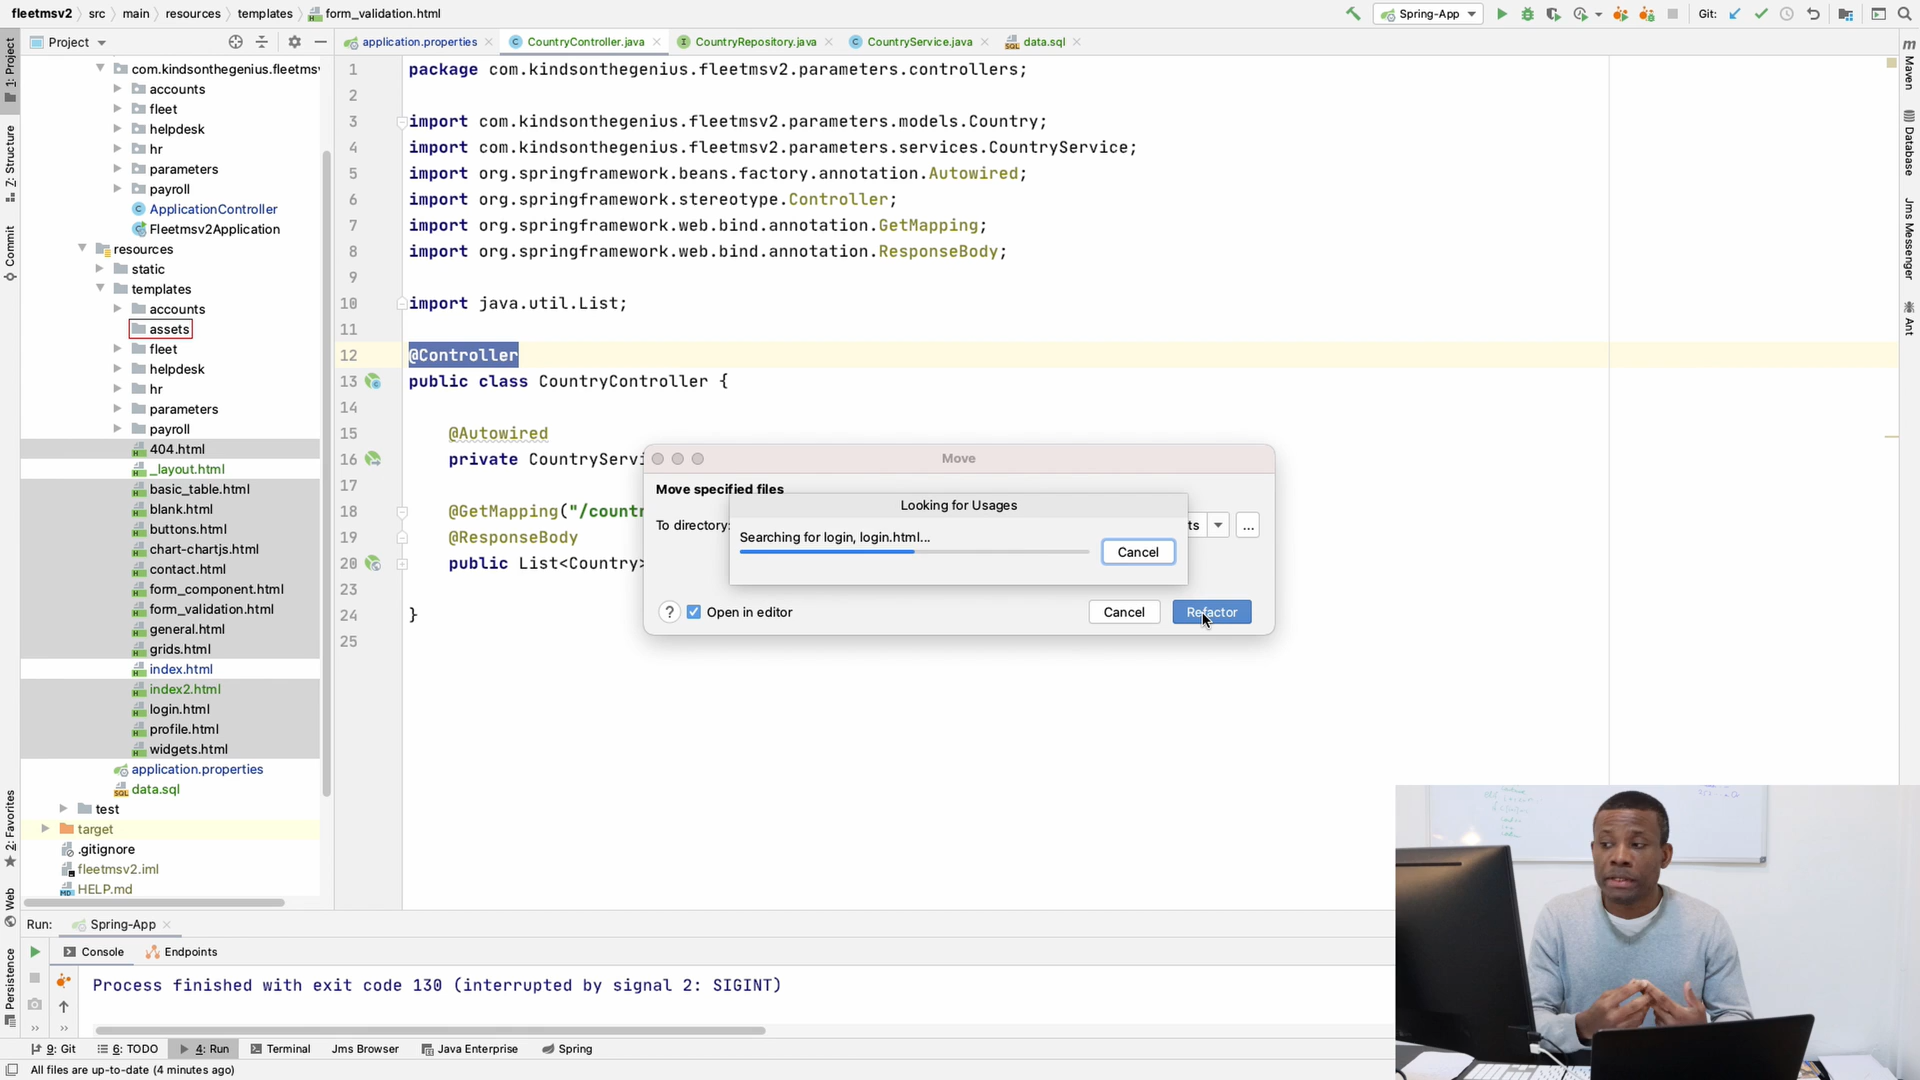 fleetmsv2 src main resources templates form_validation.html
Spring-App
Git:
Project
application.properties
CountryController.java
CountryRepository.java
CountryService.java
data.sql
1: Project
Z: Structure
Commit
2: Favorites
Web
Persistence
com.kindsonthegenius.fleetmsv
accounts
fleet
helpdesk
hr
parameters
payroll
ApplicationController
Fleetmsv2Application
resources
static
templates
accounts
assets
fleet
helpdesk
hr
parameters
payroll
404.html
_layout.html
basic_table.html
blank.html
buttons.html
chart-chartjs.html
contact.html
form_component.html
form_validation.html
general.html
grids.html
index.html
index2.html
login.html
profile.html
widgets.html
application.properties
data.sql
test
target
.gitignore
fleetmsv2.iml
HELP.md
1 package com.kindsonthegenius.fleetmsv2.parameters.controllers;
2
3 import com.kindsonthegenius.fleetmsv2.parameters.models.Country;
4 import com.kindsonthegenius.fleetmsv2.parameters.services.CountryService;
5 import org.springframework.beans.factory.annotation.Autowired;
6 import org.springframework.stereotype.Controller;
7 import org.springframework.web.bind.annotation.GetMapping;
8 import org.springframework.web.bind.annotation.ResponseBody;
9
10 import java.util.List;
11
12 @Controller
13 public class CountryController {
14
15 @Autowired
16 private CountryServi
17
18 @GetMapping("/countr
19 @ResponseBody
20 public List<Country>
23
24 }
25
Move
Move specified files
To directory:
ts
...
Looking for Usages
Searching for login, login.html...
Cancel
?
Open in editor
Cancel
Refactor
Maven
Database
Jms Messenger
Ant
Run: Spring-App
Console
Endpoints
Process finished with exit code 130 (interrupted by signal 2: SIGINT)
9: Git
6: TODO
4: Run
Terminal
Jms Browser
Java Enterprise
Spring
All files are up-to-date (4 minutes ago)